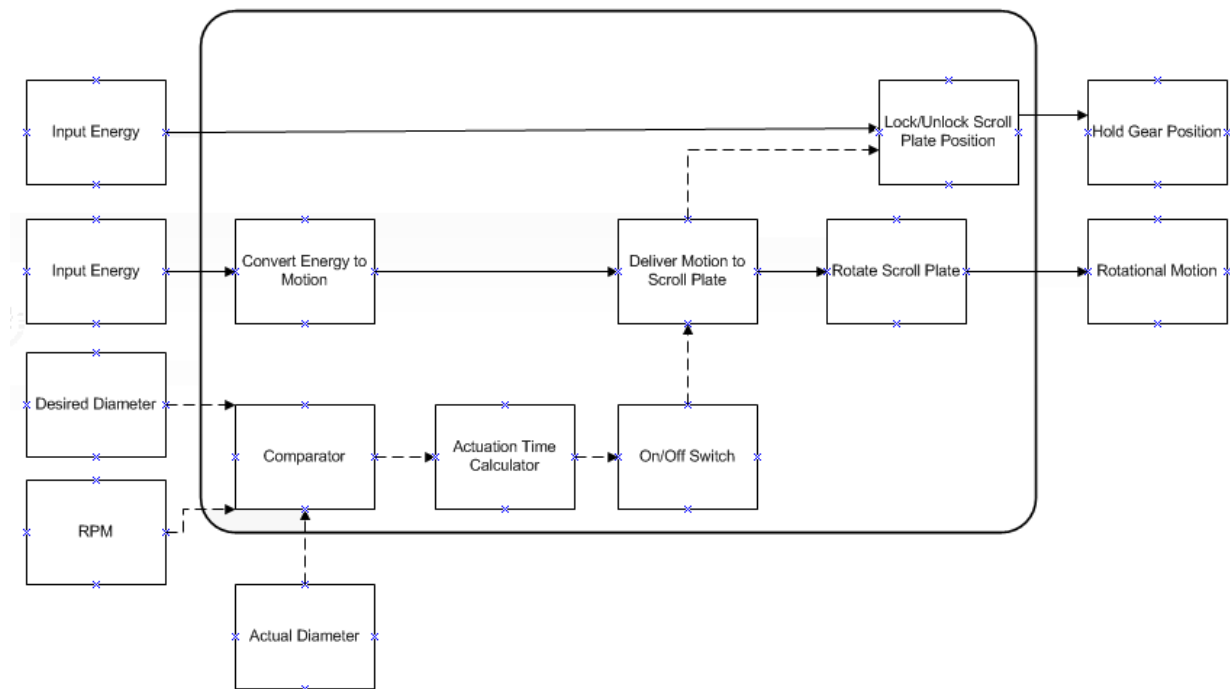 Input Energy
Lock/Unlock Scroll
Plate Position
Hold Gear Position
Input Energy
Convert Energy to
Motion
Deliver Motion to
Scroll Plate
Rotate Scroll Plate
Rotational Motion
Desired Diameter
Comparator
Actuation Time
Calculator
On/Off Switch
RPM
Actual Diameter